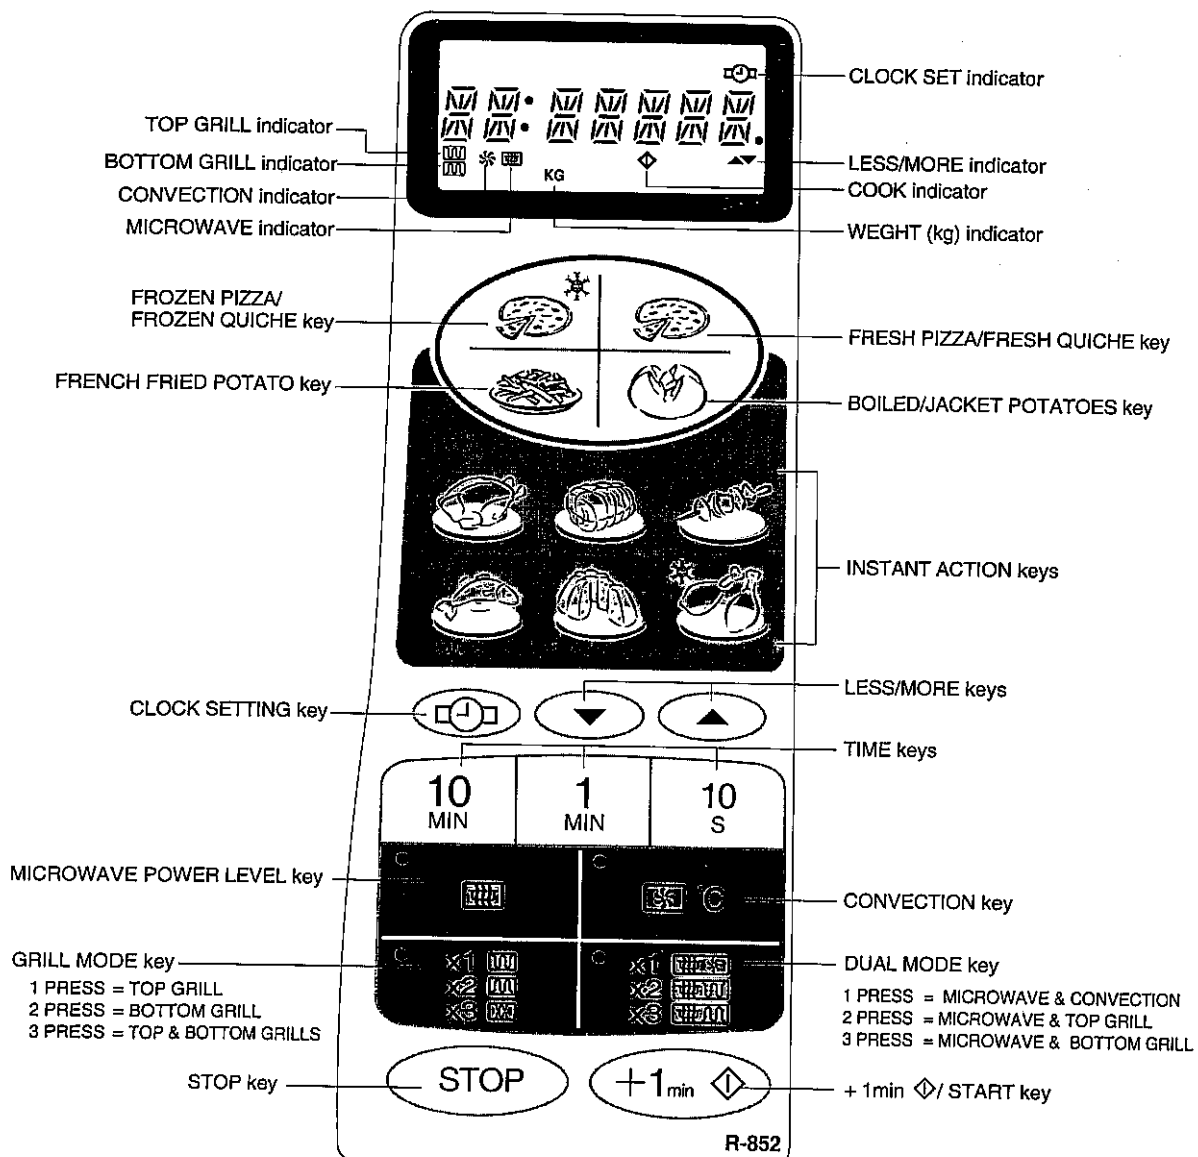 CLOCK SET indicator
TOP GRILL indicator
BOTTOM GRILL indicator
LESS/MORE indicator
KG
CONVECTION indicator
COOK indicator
MICROWAVE indicator
WEGHT (kg) indicator
FROZEN PIZZA/
FROZEN QUICHE key
FRESH PIZZA/FRESH QUICHE key
FRENCH FRIED POTATO key
BOILED/JACKET POTATOES key
INSTANT ACTION keys
LESS/MORE keys
CLOCK SETTING key
TIME keys
10 MIN
1 MIN
10 S
MICROWAVE POWER LEVEL key
°C
CONVECTION key
GRILL MODE key
1 PRESS = TOP GRILL
2 PRESS = BOTTOM GRILL
3 PRESS = TOP & BOTTOM GRILLS
x1
x2
x3
x1
x2
x3
DUAL MODE key
1 PRESS = MICROWAVE & CONVECTION
2 PRESS = MICROWAVE & TOP GRILL
3 PRESS = MICROWAVE & BOTTOM GRILL
STOP key
STOP
+1 min
+ 1min / START key
R-852